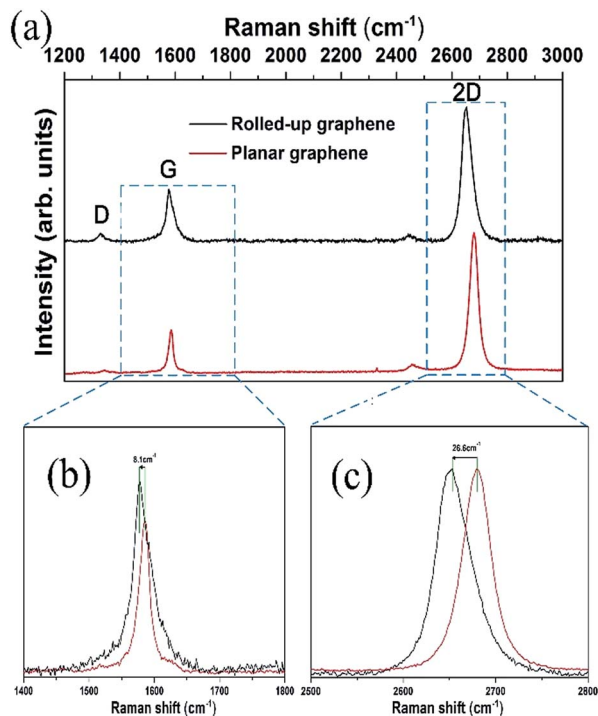 (a)
Raman shift (cm⁻¹)
1200 1400 1600 1800 2000 2200 2400 2600 2800 3000
Intensity (arb. units)
Rolled-up graphene
Planar graphene
D
G
2D
(b)
8.1cm⁻¹
1400 1500 1600 1700 1800
Raman shift (cm⁻¹)
(c)
26.6cm⁻¹
2500 2600 2700 2800
Raman shift (cm⁻¹)